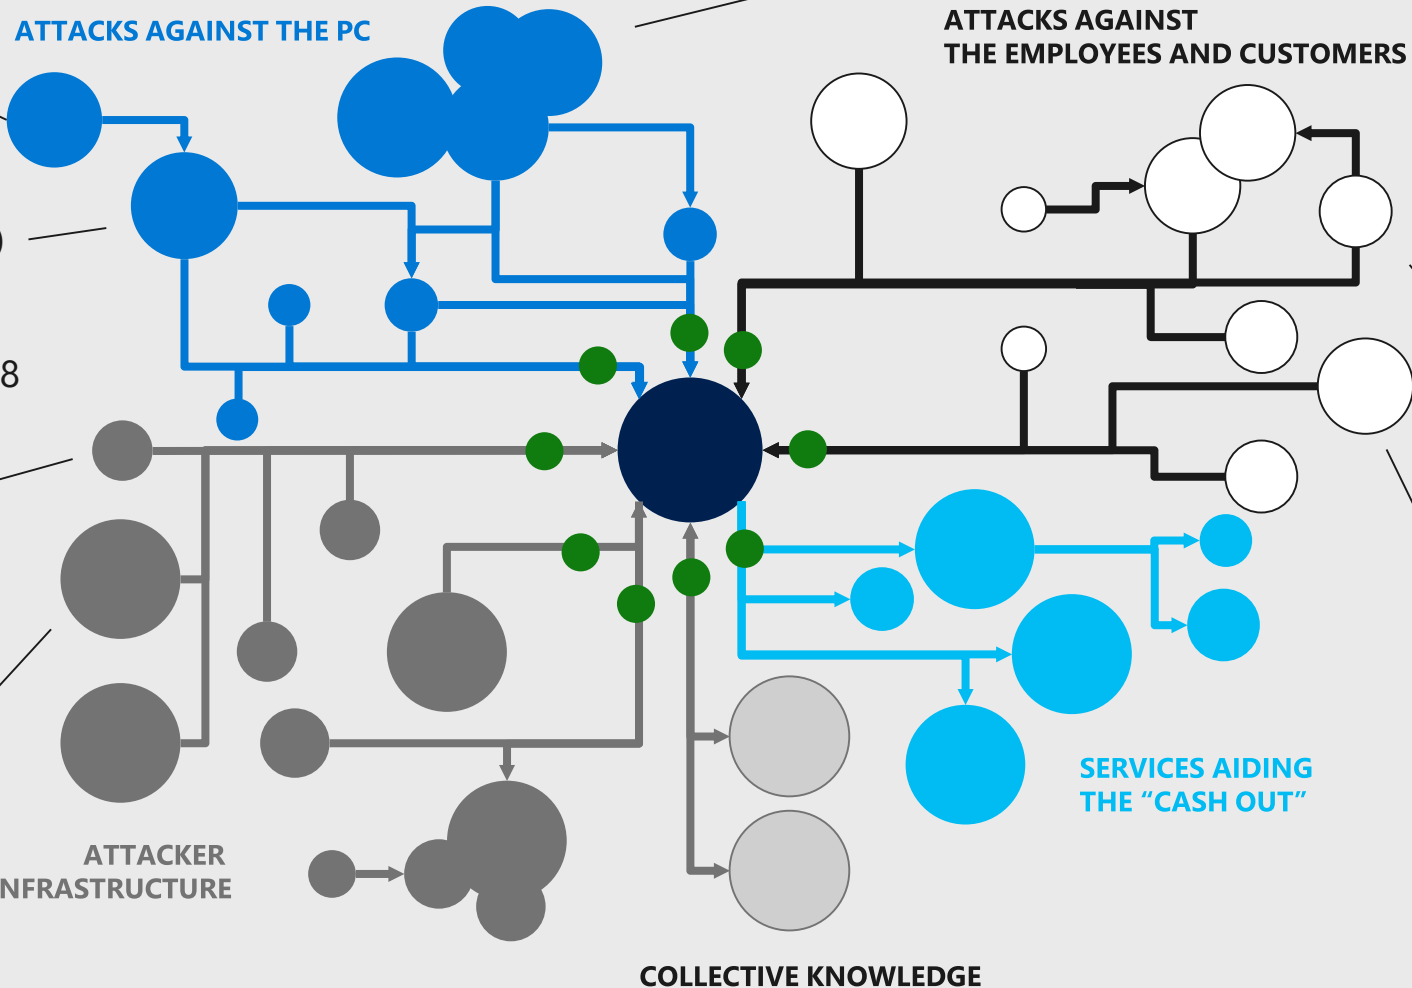 ATTACKS AGAINST THE PC
ATTACKS AGAINST
THE EMPLOYEES AND CUSTOMERS
8
SERVICES AIDING
THE “CASH OUT”
ATTACKER
NFRASTRUCTURE
COLLECTIVE KNOWLEDGE